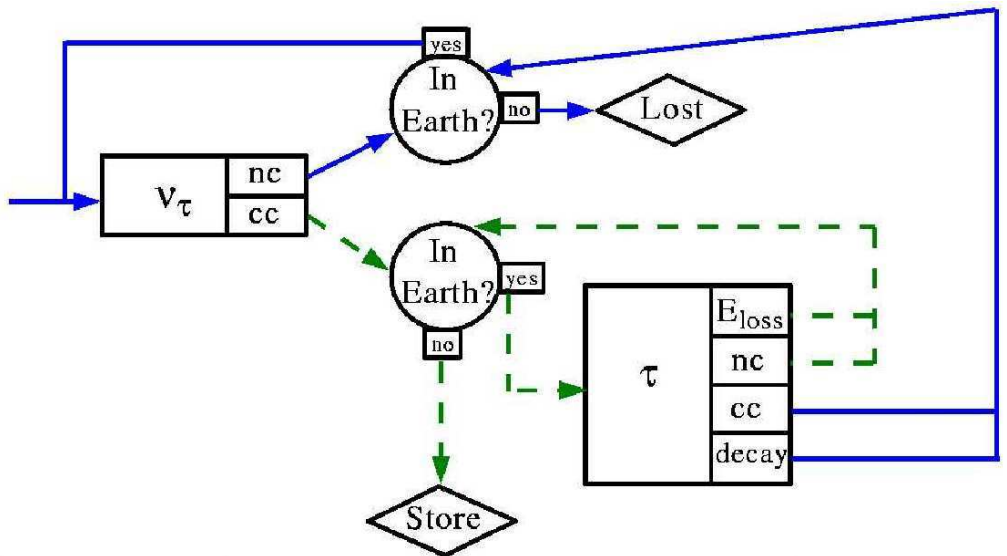 yes
In
Earth?
no
Lost
ντ
nc
cc
In
Earth?
yes
no
τ
Eloss
nc
cc
decay
Store